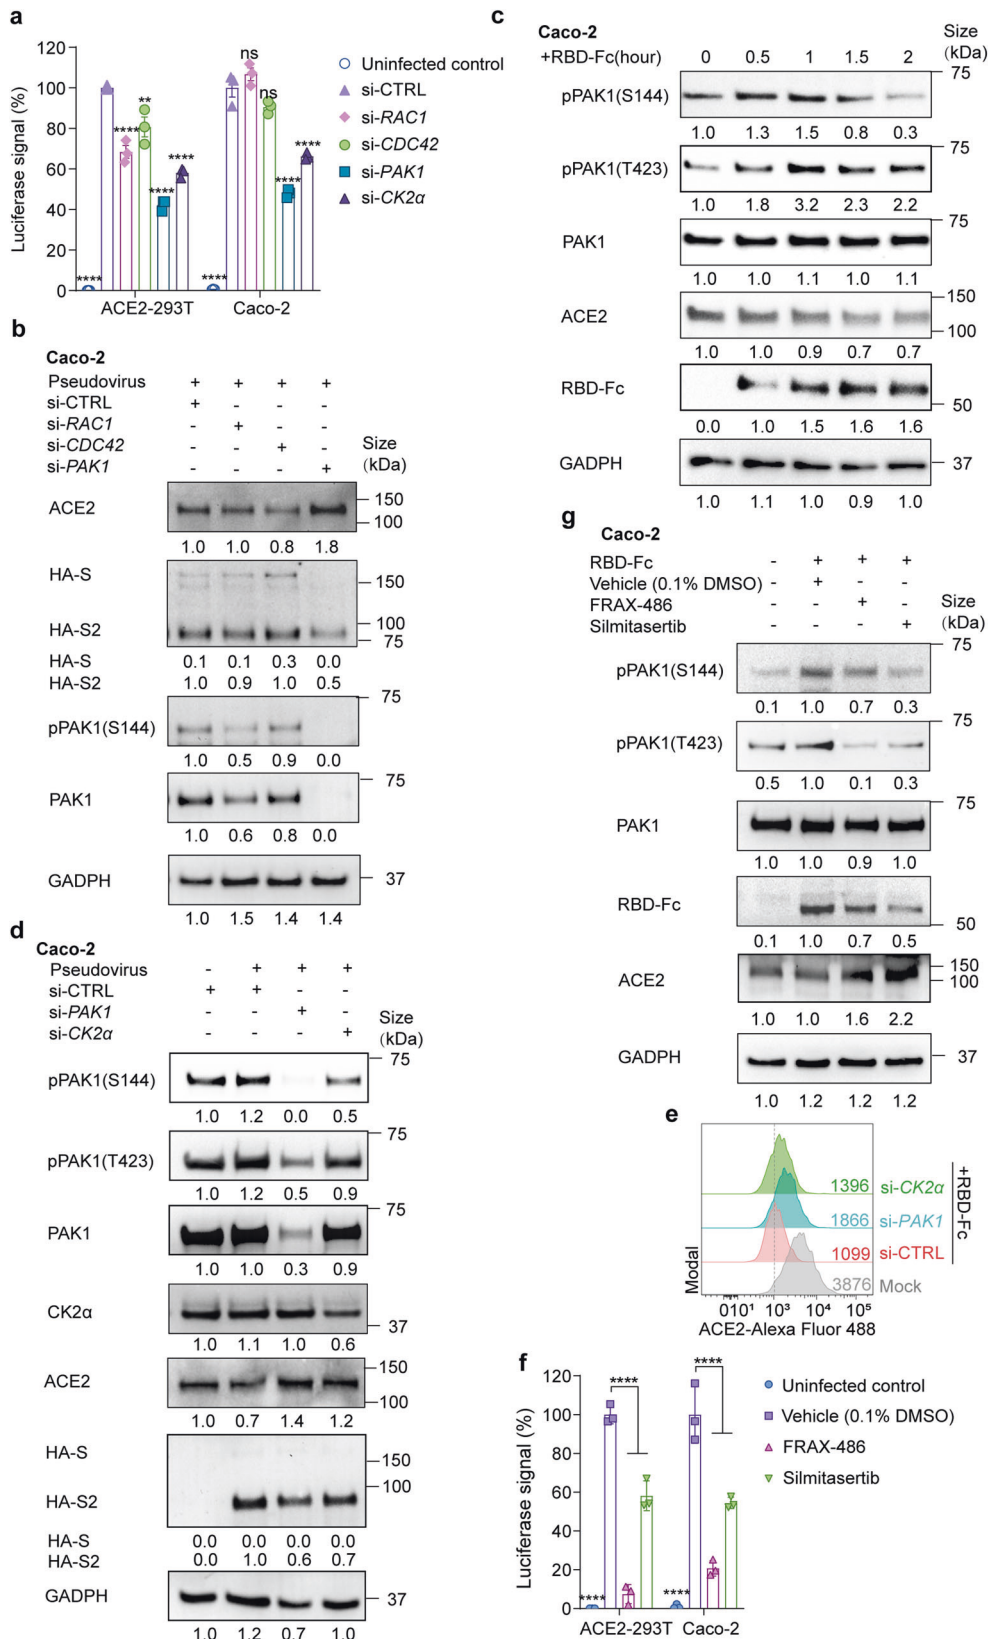 a
Luciferase signal (%)
120
100
80
60
40
20
0
****
****
**
****
****
****
ns
ns
****
****
ACE2-293T Caco-2
Uninfected control
si-CTRL
si-RAC1
si-CDC42
si-PAK1
si-CK2α
b
Caco-2
Pseudovirus + + + +
si-CTRL + - - -
si-RAC1 - + - -
si-CDC42 - - + -
si-PAK1 - - - +
Size
(kDa)
ACE2 150
100
1.0 1.0 0.8 1.8
HA-S 150
HA-S2 100
75
HA-S 0.1 0.1 0.3 0.0
HA-S2 1.0 0.9 1.0 0.5
pPAK1(S144) 75
1.0 0.5 0.9 0.0
PAK1 75
1.0 0.6 0.8 0.0
GADPH 37
1.0 1.5 1.4 1.4
c
Caco-2
+RBD-Fc(hour) 0 0.5 1 1.5 2
Size
(kDa)
pPAK1(S144) 75
1.0 1.3 1.5 0.8 0.3
pPAK1(T423) 75
1.0 1.8 3.2 2.3 2.2
PAK1 75
1.0 1.0 1.1 1.0 1.1
ACE2 150
100
1.0 1.0 0.9 0.7 0.7
RBD-Fc 50
0.0 1.0 1.5 1.6 1.6
GADPH 37
1.0 1.1 1.0 0.9 1.0
d
Caco-2
Pseudovirus - + + +
si-CTRL + + - -
si-PAK1 - - + -
si-CK2α - - - +
Size
(kDa)
pPAK1(S144) 75
1.0 1.2 0.0 0.5
pPAK1(T423) 75
1.0 1.2 0.5 0.9
PAK1 75
1.0 1.0 0.3 0.9
CK2α 37
1.0 1.1 1.0 0.6
ACE2 150
100
1.0 0.7 1.4 1.2
HA-S 150
HA-S2 100
HA-S 0.0 0.0 0.0 0.0
HA-S2 0.0 1.0 0.6 0.7
GADPH 37
1.0 1.2 0.7 1.0
g
Caco-2
RBD-Fc - + + +
Vehicle (0.1% DMSO) - + - -
FRAX-486 - - + -
Silmitasertib - - - +
Size
(kDa)
pPAK1(S144) 75
0.1 1.0 0.7 0.3
pPAK1(T423) 75
0.5 1.0 0.1 0.3
PAK1 75
1.0 1.0 0.9 1.0
RBD-Fc 50
0.1 1.0 0.7 0.5
ACE2 150
100
1.0 1.0 1.6 2.2
GADPH 37
1.0 1.2 1.2 1.2
e
Modal
1396 si-CK2α
1866 si-PAK1
1099 si-CTRL
3876 Mock
+RBD-Fc
0 10¹ 10³ 10⁴ 10⁵
ACE2-Alexa Fluor 488
f
Luciferase signal (%)
120
100
80
60
40
20
0
****
****
****
****
ACE2-293T Caco-2
Uninfected control
Vehicle (0.1% DMSO)
FRAX-486
Silmitasertib